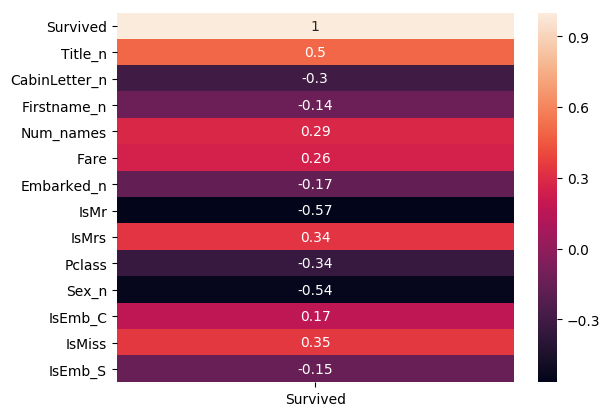 Survived 1
Title_n 0.5
CabinLetter_n -0.3
Firstname_n -0.14
Num_names 0.29
Fare 0.26
Embarked_n -0.17
IsMr -0.57
IsMrs 0.34
Pclass -0.34
Sex_n -0.54
IsEmb_C 0.17
IsMiss 0.35
IsEmb_S -0.15
Survived
0.9
0.6
0.3
0.0
−0.3